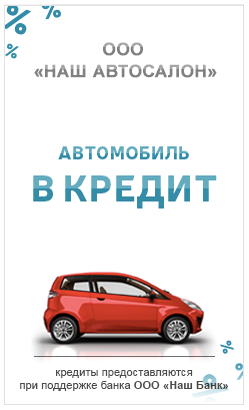 ООО
«НАШ АВТОСАЛОН»
АВТОМОБИЛЬ
В КРЕДИТ
кредиты предоставляются
при поддержке банка ООО «Наш Банк»